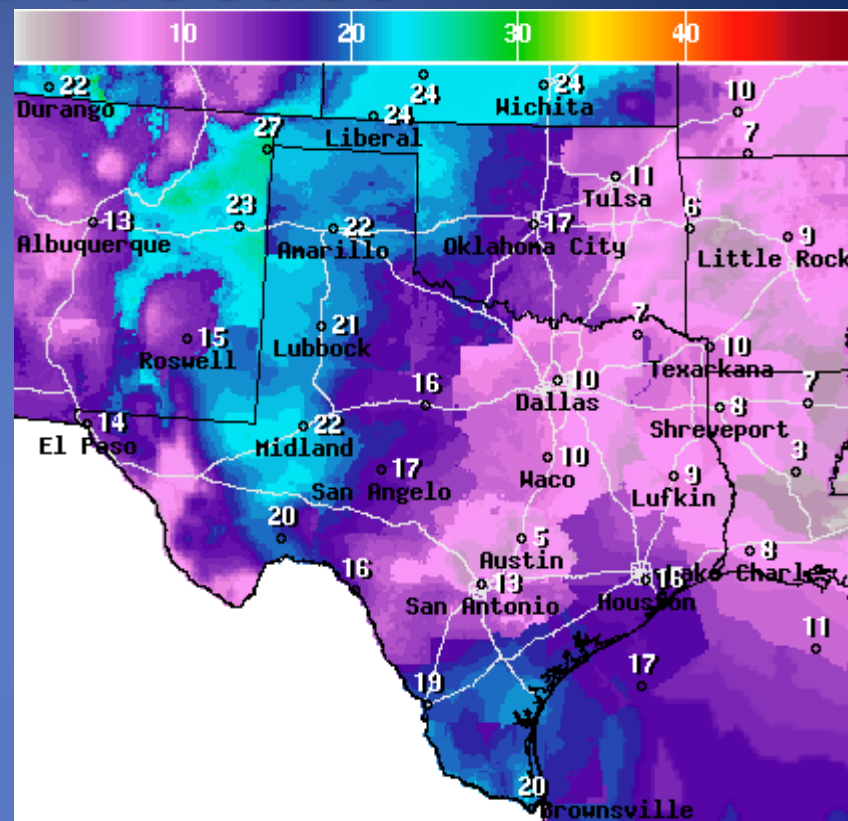 10 20 30 40
22 24 24 10
Durango Wichita
24
Liberal
27 7
11
Tulsa
13 23 22 17 6 9
Albuquerque Amarillo Oklahoma City Little Rock
15 21 7 10
Roswell Lubbock Texarkana
16 10 8 7
Dallas Shreveport
14 22
El Paso Midland
17 10 9 3
San Angelo Waco Lufkin
20 5 8
Austin
16 13 16 Lake Charles
San Antonio Houston
11
17
19
20
Brownsville